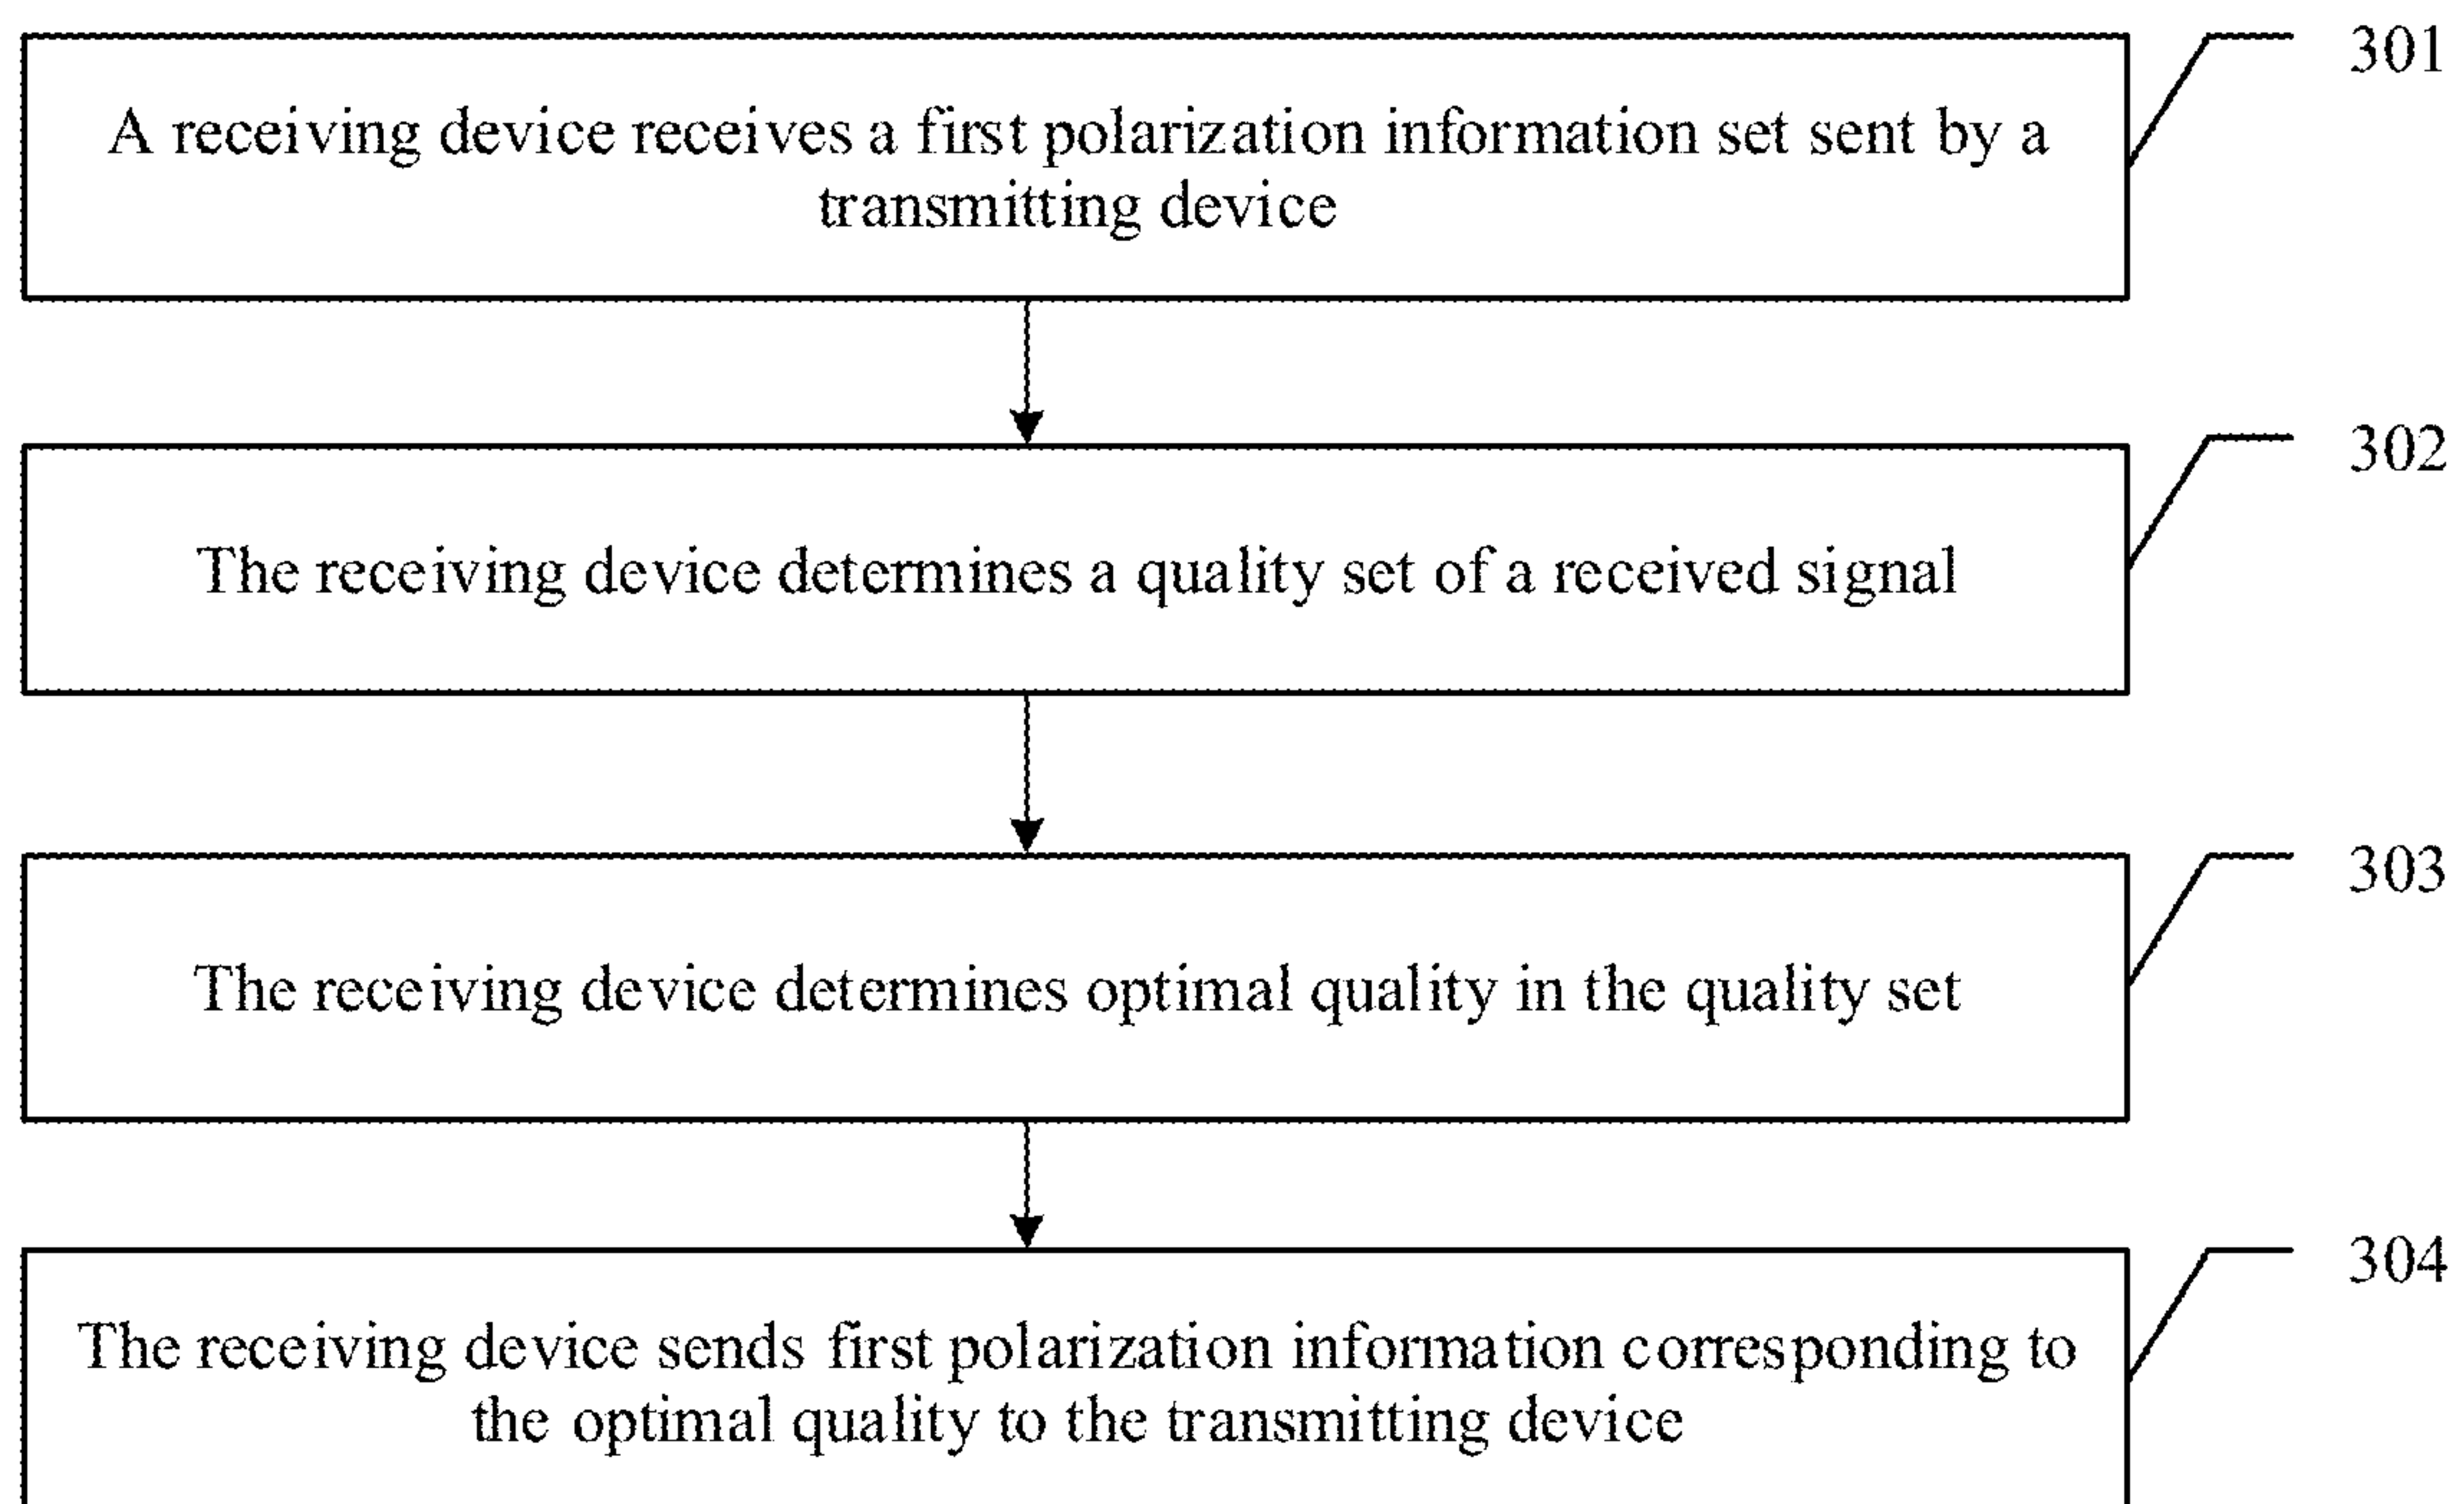 301
A receiving device receives a first polarization information set sent by a
transmitting device
302
The receiving device determines a quality set of a received signal
303
The receiving device determines optimal quality in the quality set
304
The receiving device sends first polarization information corresponding to
the optimal quality to the transmitting device